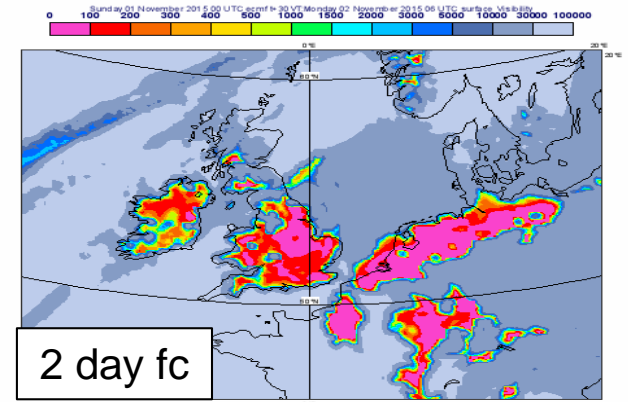 Sunday 01 November 2015 00 UTC ecmf t+30 VT:Monday 02 November 2015 06 UTC surface Visibility
0 100 200 300 400 500 1000 1500 2000 3000 5000 10000 30000 100000
0°E 20°E
20°E
60°N
50°N
2 day fc